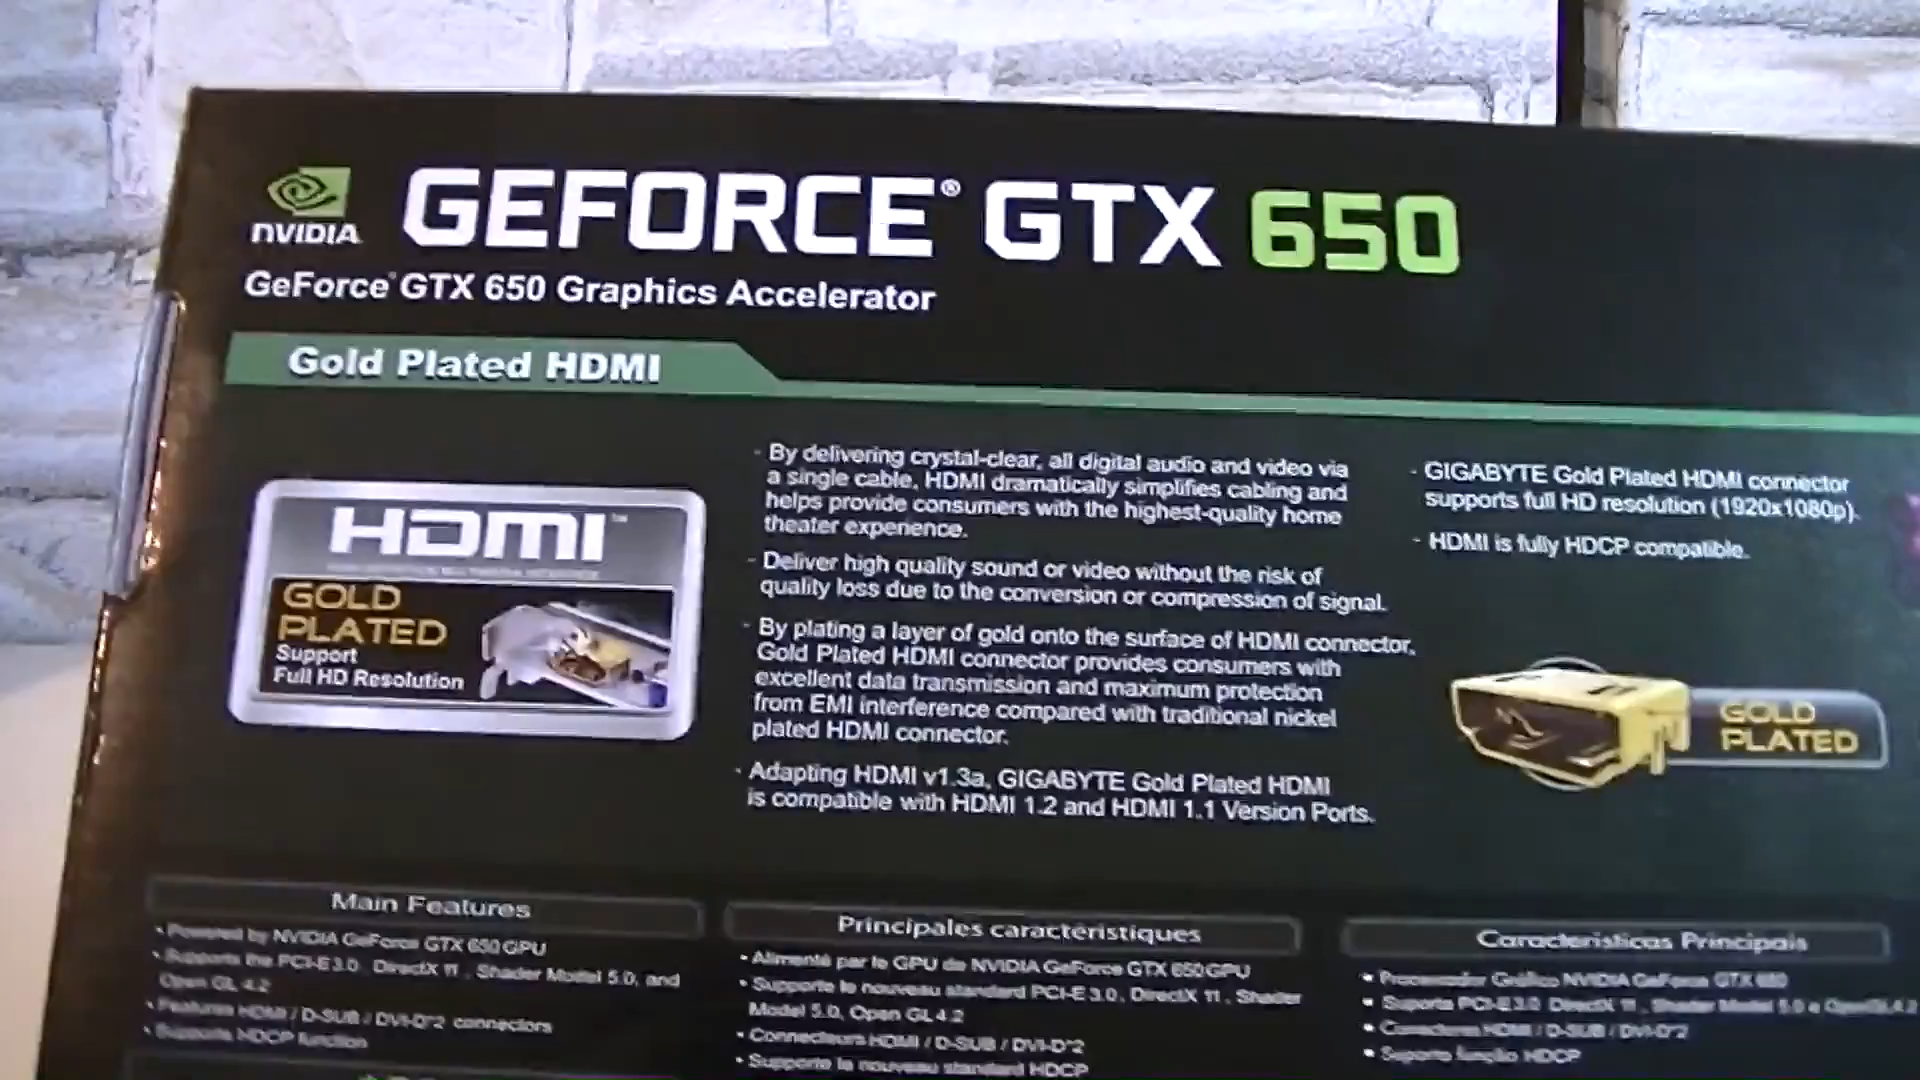 NVIDIA
GEFORCE® GTX 650
GeForce® GTX 650 Graphics Accelerator
Gold Plated HDMI
HDMI™
GOLD
PLATED
Support
Full HD Resolution
- By delivering crystal-clear, all digital audio and video via
a single cable, HDMI dramatically simplifies cabling and
helps provide consumers with the highest-quality home
theater experience.
- Deliver high quality sound or video without the risk of
quality loss due to the conversion or compression of signal.
- By plating a layer of gold onto the surface of HDMI connector,
Gold Plated HDMI connector provides consumers with
excellent data transmission and maximum protection
from EMI interference compared with traditional nickel
plated HDMI connector.
- Adapting HDMI v1.3a, GIGABYTE Gold Plated HDMI
is compatible with HDMI 1.2 and HDMI 1.1 Version Ports.
- GIGABYTE Gold Plated HDMI connector
supports full HD resolution (1920x1080p).
- HDMI is fully HDCP compatible.
GOLD
PLATED
Main Features
• Powered by NVIDIA GeForce GTX 650 GPU
• Supports the PCI-E 3.0, DirectX 11, Shader Model 5.0, and
Open GL 4.2
• Features HDMI / D-SUB / DVI-D*2 connectors
• Supports HDCP function
Principales caractéristiques
• Alimenté par le GPU de NVIDIA GeForce GTX 650 GPU
• Supporte le nouveau standard PCI-E 3.0, DirectX 11, Shader
Model 5.0, Open GL 4.2
• Connecteurs HDMI / D-SUB / DVI-D*2
• Supporte le nouveau standard HDCP
Características Principais
• Processador Gráfico NVIDIA GeForce GTX 650
• Suporta PCI-E 3.0 DirectX 11, Shader Model 5.0 e OpenGL 4.2
• Conectores HDMI / D-SUB / DVI-D*2
• Suporta função HDCP